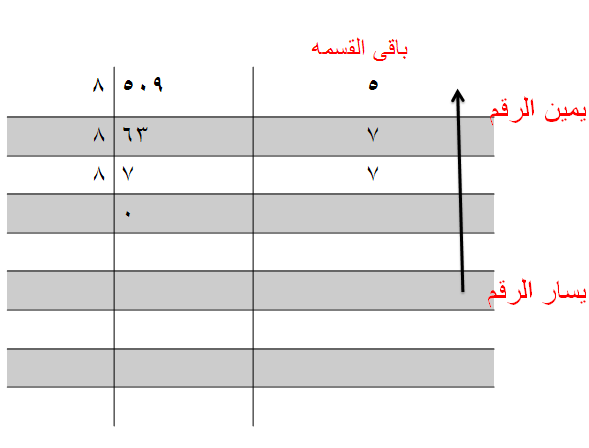 باقى القسمه
٨ ٥٠٩ ٥
يمين الرقم
٨ ٦٣ ٧
٨ ٧ ٧
٠
يسار الرقم